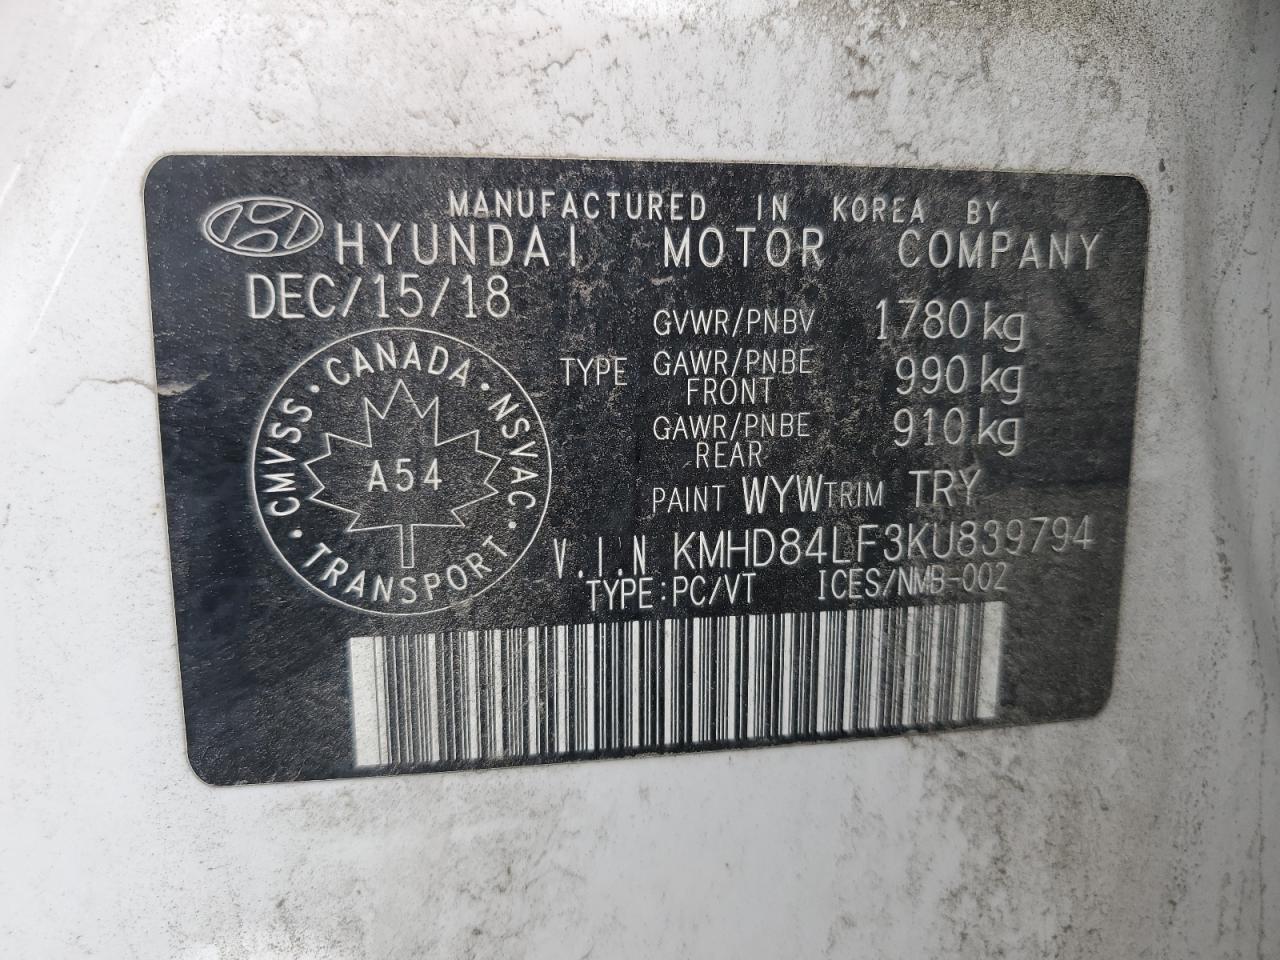 MANUFACTURED IN KOREA BY
HYUNDAI MOTOR COMPANY
DEC/15/18
GVWR/PNBV 1780 kg
TYPE GAWR/PNBE FRONT 990 kg
GAWR/PNBE REAR 910 kg
PAINT WYW TRIM TRY
V.I.N KMHD84LF3KU839794
TYPE:PC/VT ICES/NMB-002
CMVSS · CANADA · NSVAC · TRANSPORT ·
A54